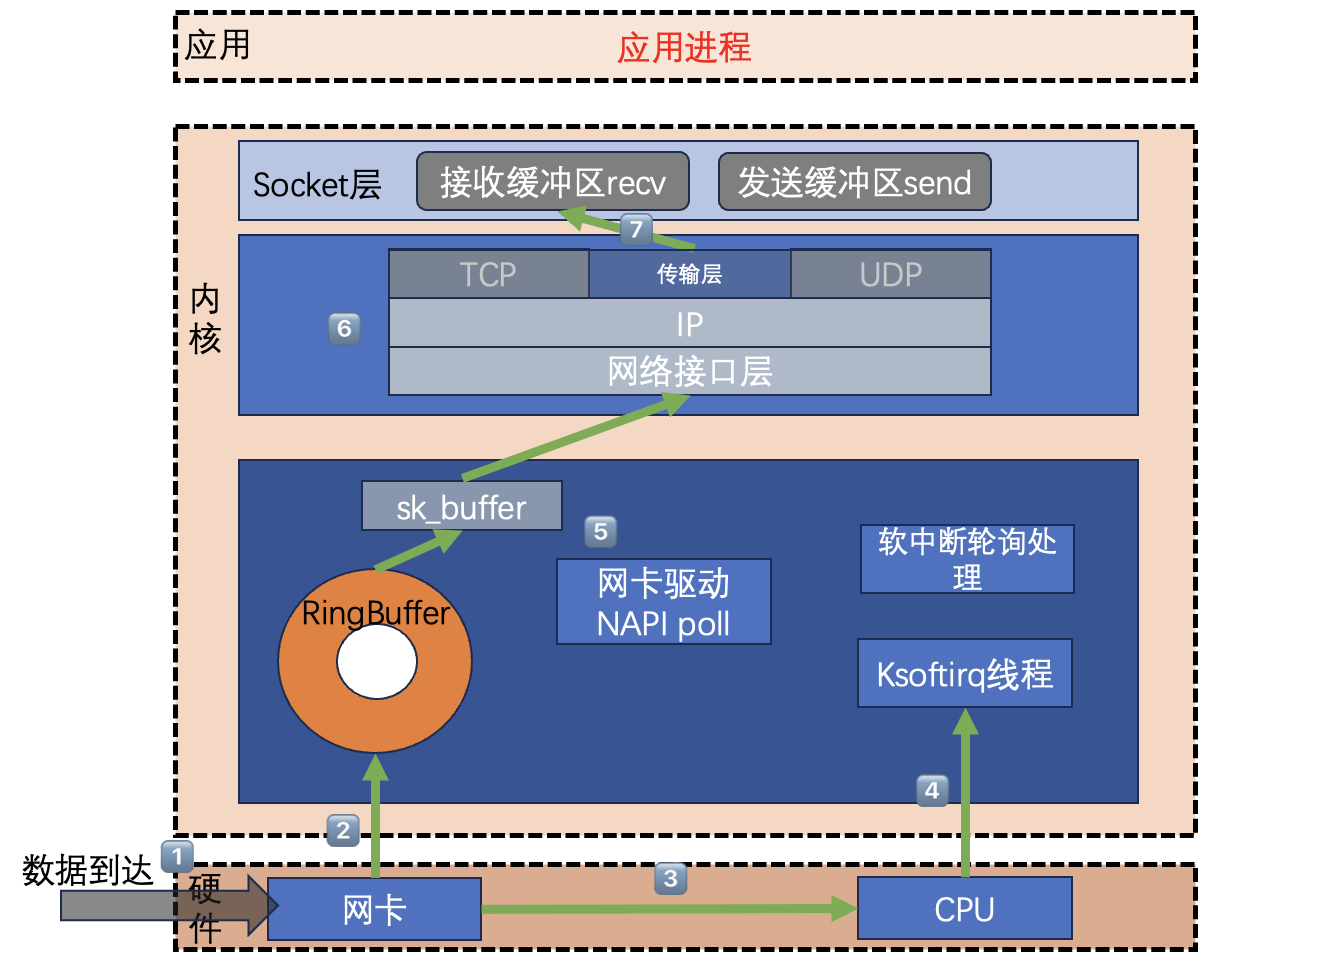 应用
应用进程
Socket层
接收缓冲区recv
发送缓冲区send
7
内
核
TCP
传输层
UDP
6
IP
网络接口层
sk_buffer
5
软中断轮询处
理
网卡驱动
NAPI poll
RingBuffer
Ksoftirq线程
4
2
数据到达
1
硬
件
网卡
3
CPU